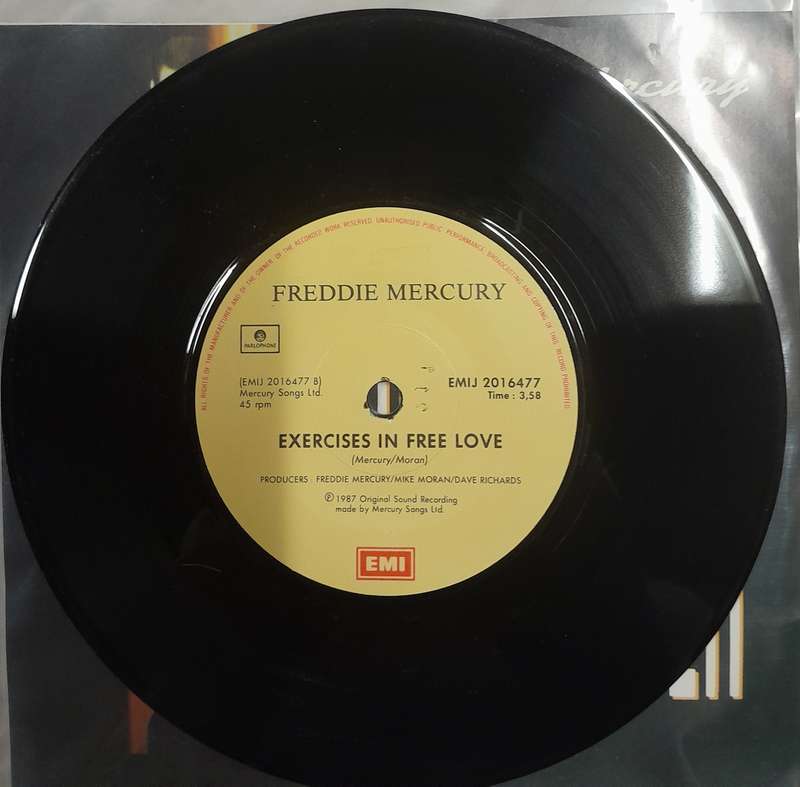 ercury
ALL RIGHTS OF THE MANUFACTURER AND OF THE OWNER OF THE RECORDED WORK RESERVED. UNAUTHORISED PUBLIC PERFORMANCE, BROADCASTING AND COPYING OF THIS RECORD PROHIBITED
FREDDIE MERCURY
PARLOPHONE
(EMIJ 2016477 B)
Mercury Songs Ltd.
45 rpm
EMIJ 2016477
Time : 3,58
EXERCISES IN FREE LOVE
(Mercury/Moran)
PRODUCERS : FREDDIE MERCURY/MIKE MORAN/DAVE RICHARDS
℗ 1987 Original Sound Recording
made by Mercury Songs Ltd.
EMI